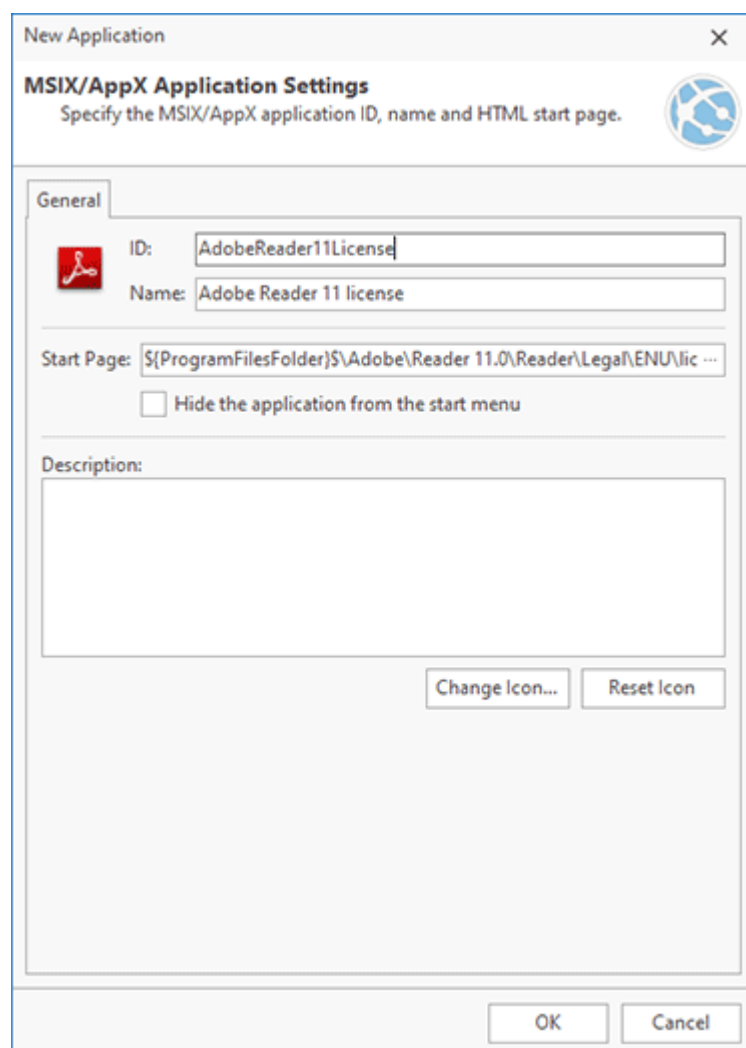 New Application
MSIX/AppX Application Settings
Specify the MSIX/AppX application ID, name and HTML start page.
General
ID: AdobeReader11License
Name: Adobe Reader 11 license
Start Page: ${ProgramFilesFolder}$\Adobe\Reader 11.0\Reader\Legal\ENU\lic ...
Hide the application from the start menu
Description:
Change Icon... Reset Icon
OK Cancel